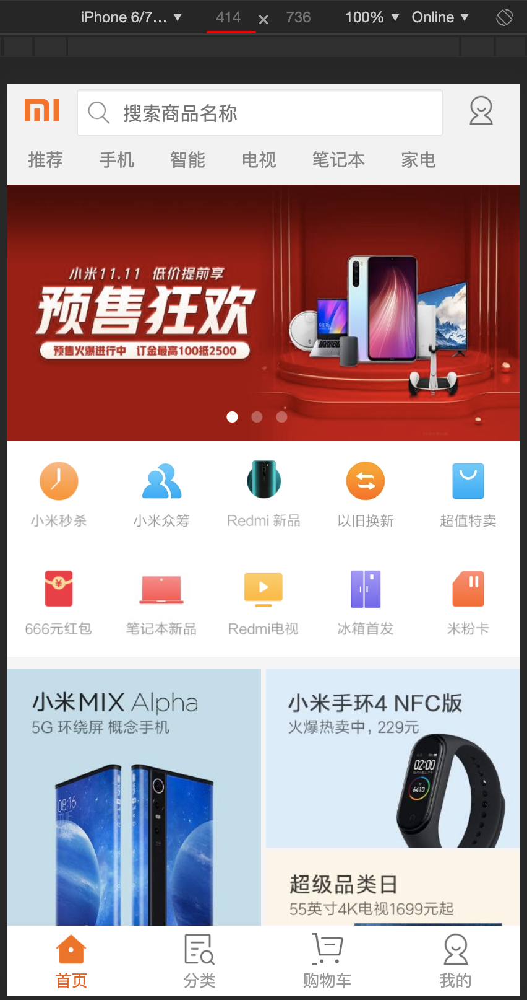 iPhone 6/7… ▼ 414 × 736 100% ▼ Online ▼
搜索商品名称
推荐 手机 智能 电视 笔记本 家电
小米11.11 低价提前享
预售狂欢
预售火爆进行中 订金最高100抵2500
小米秒杀 小米众筹 Redmi 新品 以旧换新 超值特卖
666元红包 笔记本新品 Redmi电视 冰箱首发 米粉卡
小米MIX Alpha
5G 环绕屏 概念手机
08:16
小米手环4 NFC版
火爆热卖中，229元
02:00
6410
超级品类日
55英寸4K电视1699元起
首页 分类 购物车 我的